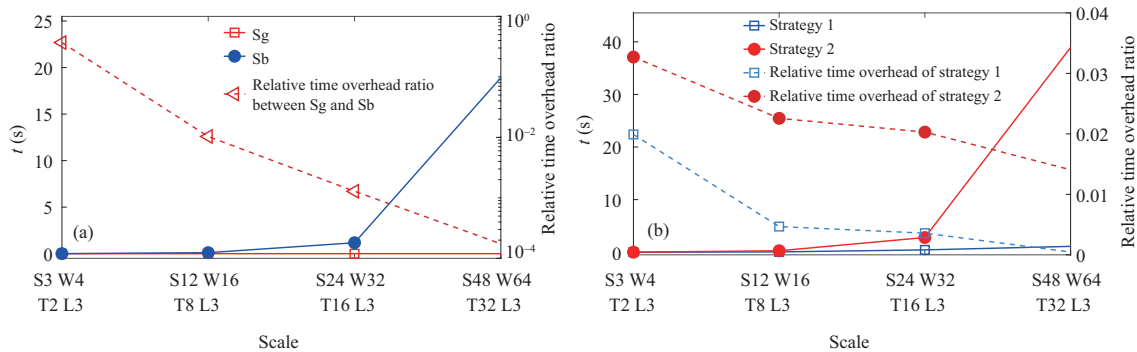 25
20
15
10
5
0
t (s)
Sg
Sb
Relative time overhead ratio
between Sg and Sb
(a)
10^0
10^-2
10^-4
Relative time overhead ratio
S3 W4 S12 W16 S24 W32 S48 W64
T2 L3 T8 L3 T16 L3 T32 L3
Scale
40
30
20
10
0
t (s)
Strategy 1
Strategy 2
Relative time overhead of strategy 1
Relative time overhead of strategy 2
(b)
0.04
0.03
0.02
0.01
0
Relative time overhead ratio
S3 W4 S12 W16 S24 W32 S48 W64
T2 L3 T8 L3 T16 L3 T32 L3
Scale